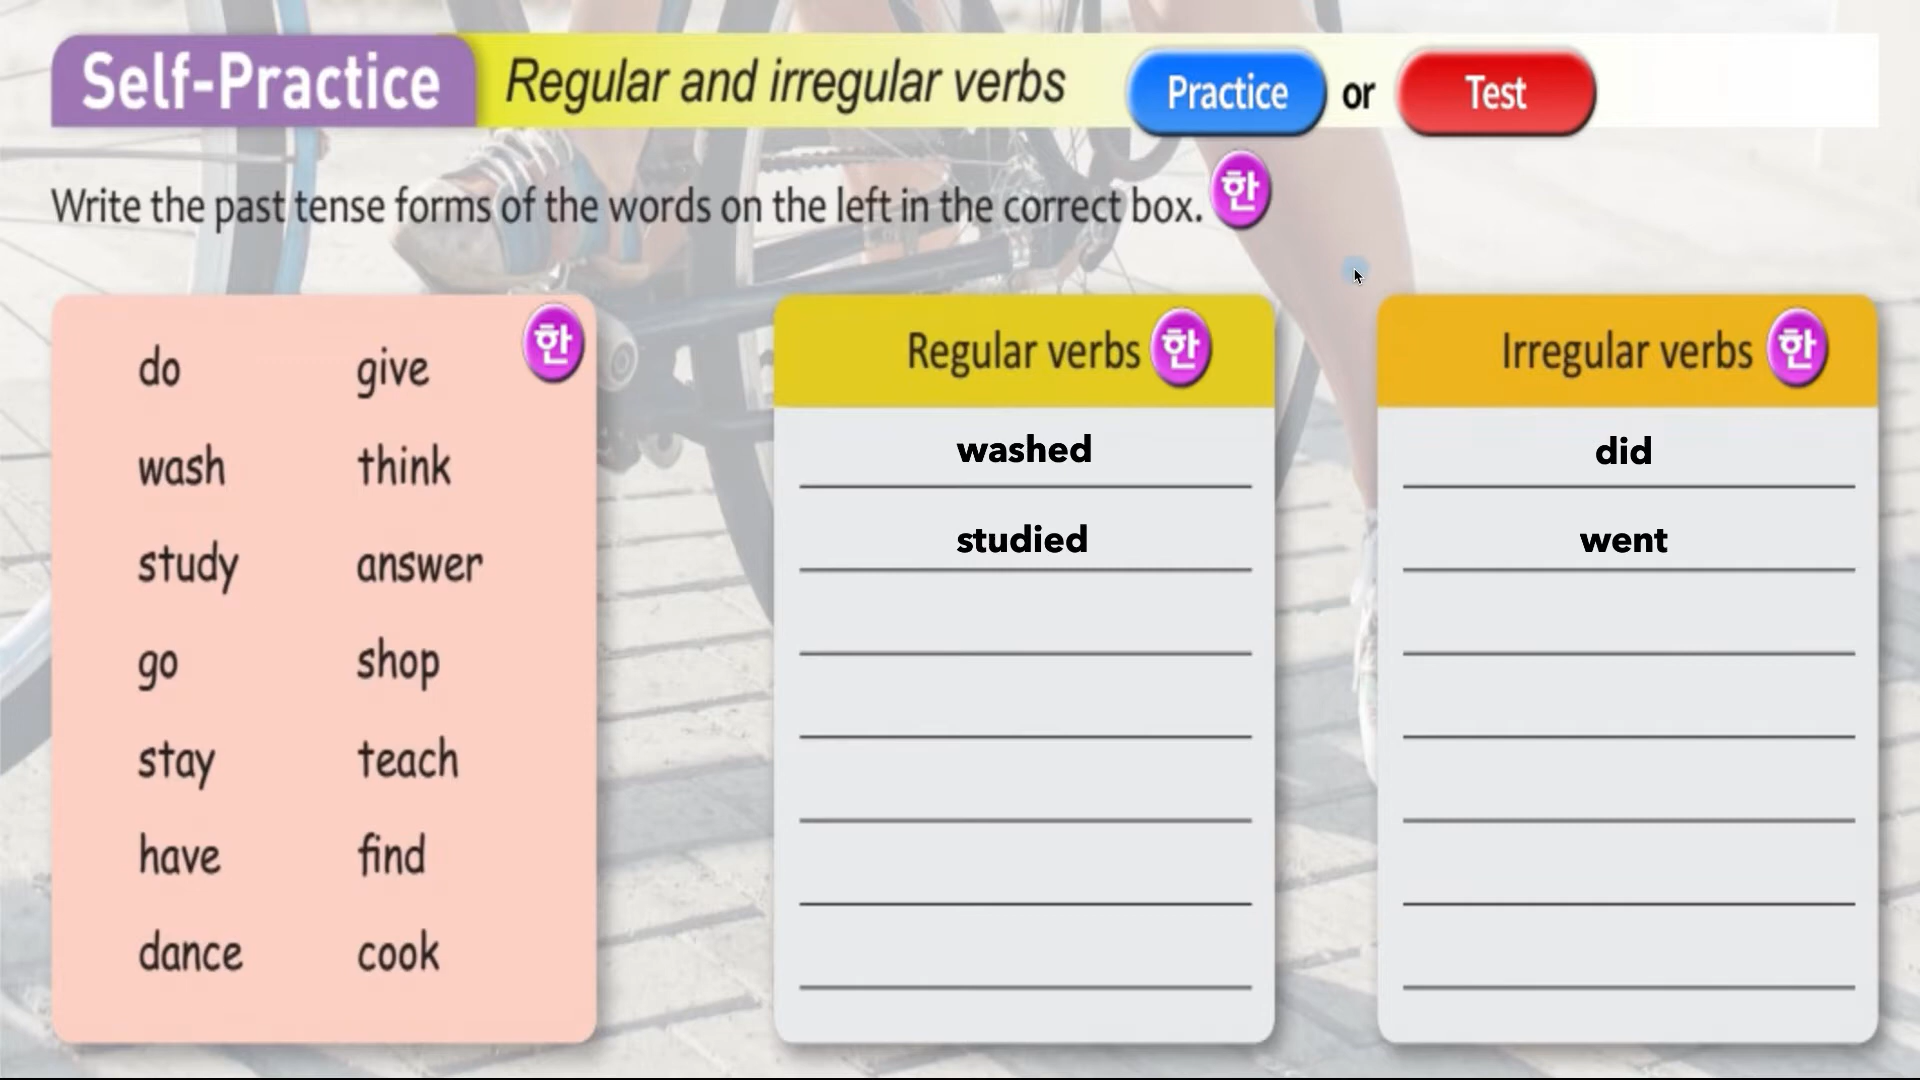 Self-Practice Regular and irregular verbs Practice or Test
Write the past tense forms of the words on the left in the correct box. 한
한
do give
wash think
study answer
go shop
stay teach
have find
dance cook
Regular verbs 한
washed
studied
Irregular verbs 한
did
went